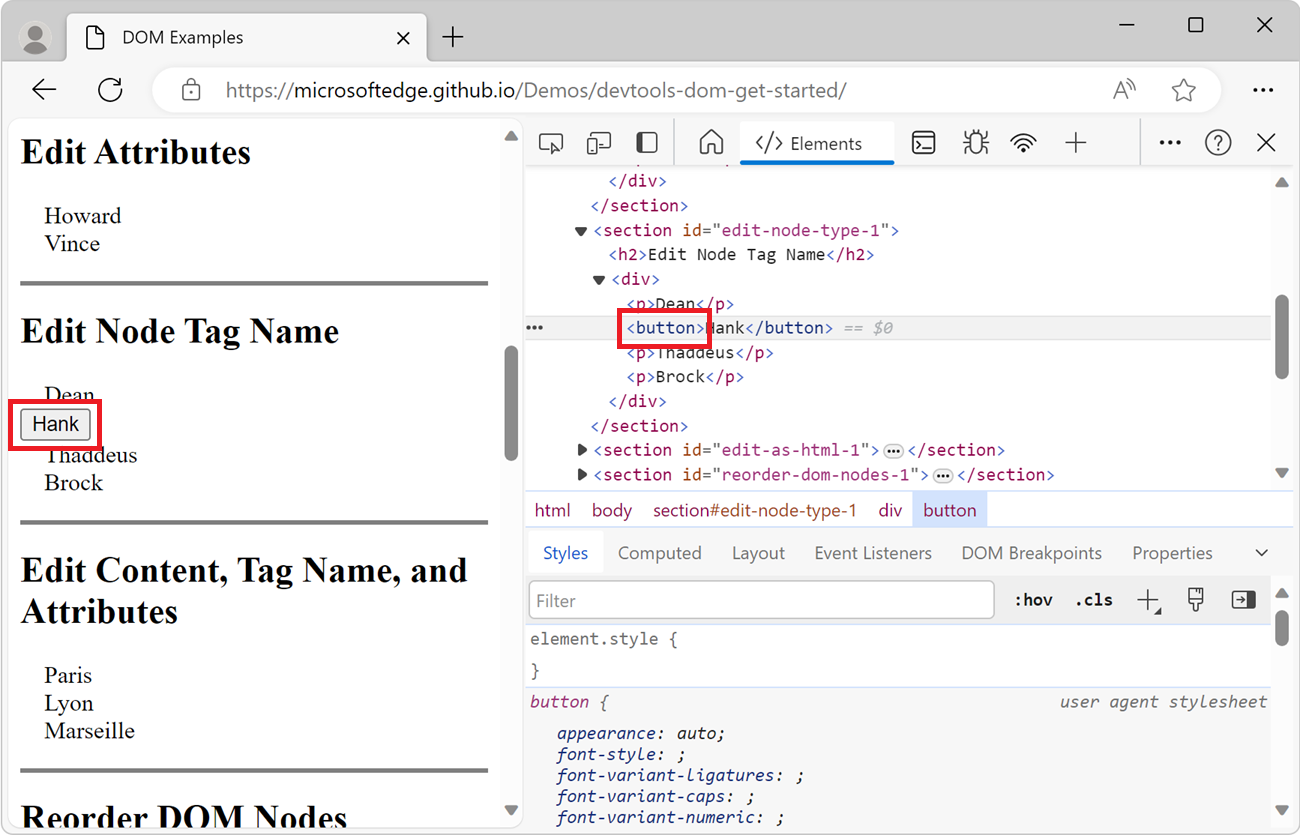 DOM Examples
https://microsoftedge.github.io/Demos/devtools-dom-get-started/
Edit Attributes
Howard
Vince
Edit Node Tag Name
Dean
Hank
Thaddeus
Brock
Edit Content, Tag Name, and
Attributes
Paris
Lyon
Marseille
Reorder DOM Nodes
</> Elements
</div>
</section>
<section id="edit-node-type-1">
<h2>Edit Node Tag Name</h2>
<div>
<p>Dean</p>
<button>Hank</button> == $0
<p>Thaddeus</p>
<p>Brock</p>
</div>
</section>
<section id="edit-as-html-1">…</section>
<section id="reorder-dom-nodes-1">…</section>
html body section#edit-node-type-1 div button
Styles Computed Layout Event Listeners DOM Breakpoints Properties
Filter :hov .cls
element.style {
}
button { user agent stylesheet
appearance: auto;
font-style: ;
font-variant-ligatures: ;
font-variant-caps: ;
font-variant-numeric: ;